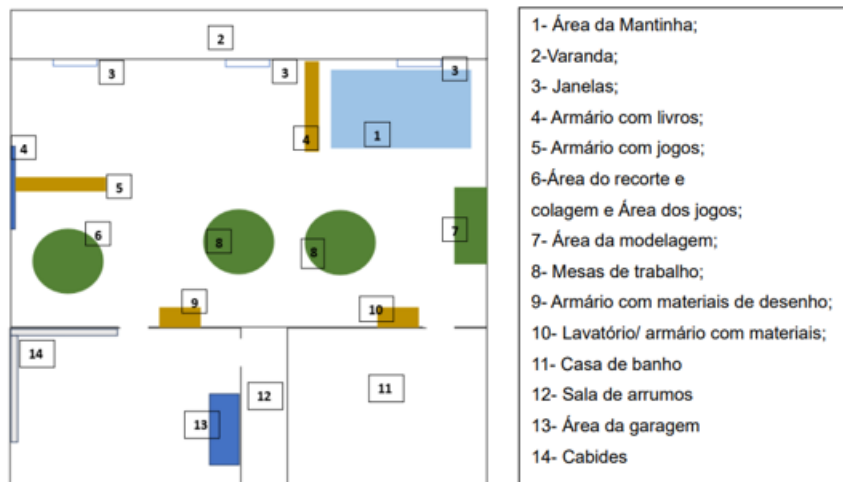 2
3
3
3
1
4
4
5
6
8
8
7
9
10
14
12
11
13
1- Área da Mantinha;
2-Varanda;
3- Janelas;
4- Armário com livros;
5- Armário com jogos;
6-Área do recorte e
colagem e Área dos jogos;
7- Área da modelagem;
8- Mesas de trabalho;
9- Armário com materiais de desenho;
10- Lavatório/ armário com materiais;
11- Casa de banho
12- Sala de arrumos
13- Área da garagem
14- Cabides